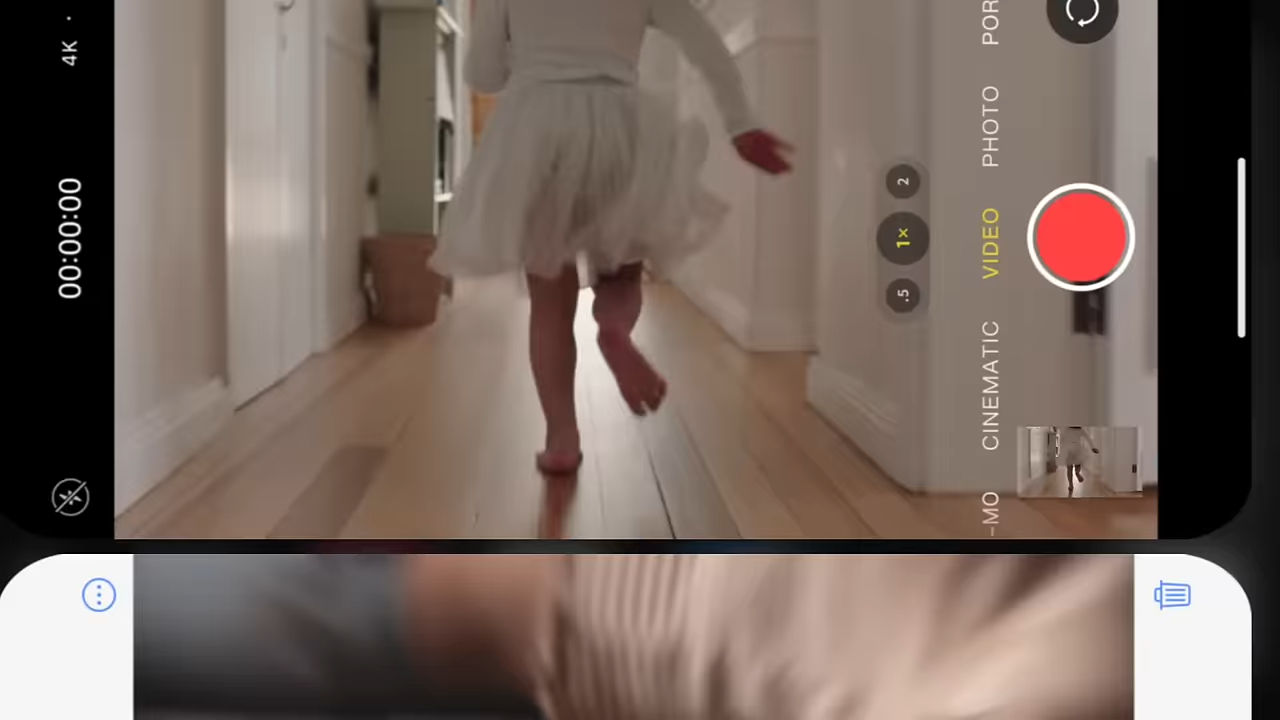 4K ·
00:00:00
.5
1×
2
–MO
CINEMATIC
VIDEO
PHOTO
POR